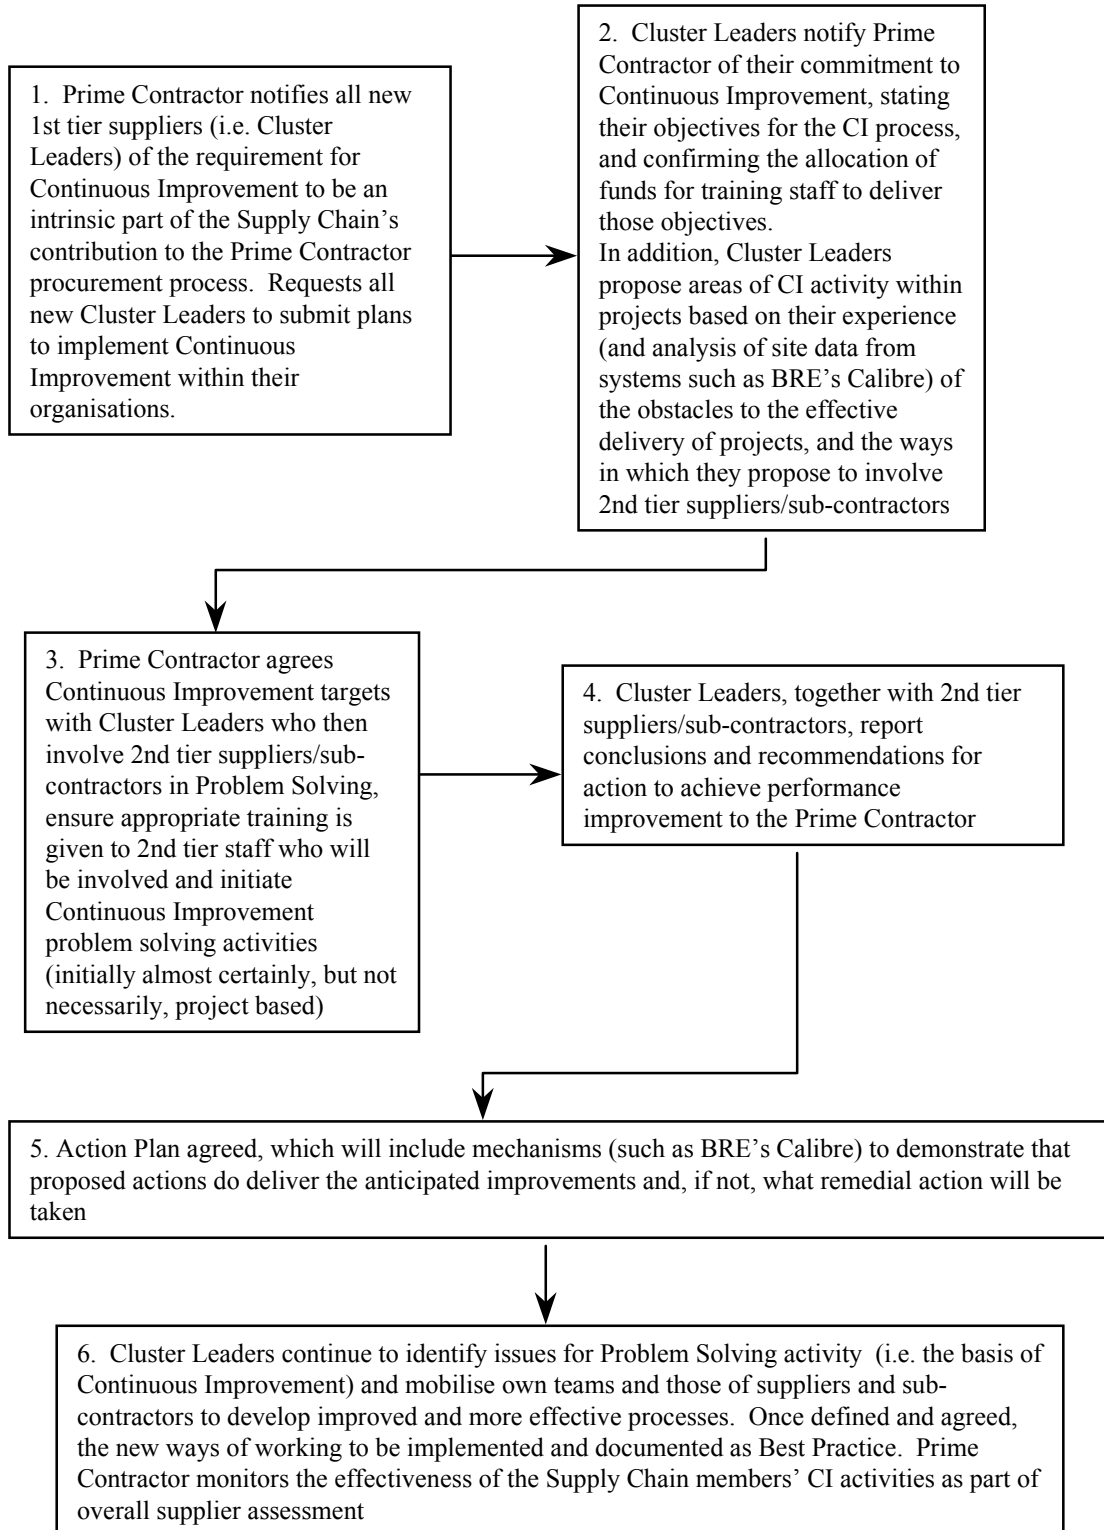 1.  Prime Contractor notifies all new
1st tier suppliers (i.e. Cluster
Leaders) of the requirement for
Continuous Improvement to be an
intrinsic part of the Supply Chain’s
contribution to the Prime Contractor
procurement process.  Requests all
new Cluster Leaders to submit plans
to implement Continuous
Improvement within their
organisations.
2.  Cluster Leaders notify Prime
Contractor of their commitment to
Continuous Improvement, stating
their objectives for the CI process,
and confirming the allocation of
funds for training staff to deliver
those objectives.
In addition, Cluster Leaders
propose areas of CI activity within
projects based on their experience
(and analysis of site data from
systems such as BRE’s Calibre) of
the obstacles to the effective
delivery of projects, and the ways
in which they propose to involve
2nd tier suppliers/sub-contractors
3.  Prime Contractor agrees
Continuous Improvement targets
with Cluster Leaders who then
involve 2nd tier suppliers/sub-
contractors in Problem Solving,
ensure appropriate training is
given to 2nd tier staff who will
be involved and initiate
Continuous Improvement
problem solving activities
(initially almost certainly, but not
necessarily, project based)
4.  Cluster Leaders, together with 2nd tier
suppliers/sub-contractors, report
conclusions and recommendations for
action to achieve performance
improvement to the Prime Contractor
5. Action Plan agreed, which will include mechanisms (such as BRE’s Calibre) to demonstrate that
proposed actions do deliver the anticipated improvements and, if not, what remedial action will be
taken
6.  Cluster Leaders continue to identify issues for Problem Solving activity  (i.e. the basis of
Continuous Improvement) and mobilise own teams and those of suppliers and sub-
contractors to develop improved and more effective processes.  Once defined and agreed,
the new ways of working to be implemented and documented as Best Practice.  Prime
Contractor monitors the effectiveness of the Supply Chain members’ CI activities as part of
overall supplier assessment